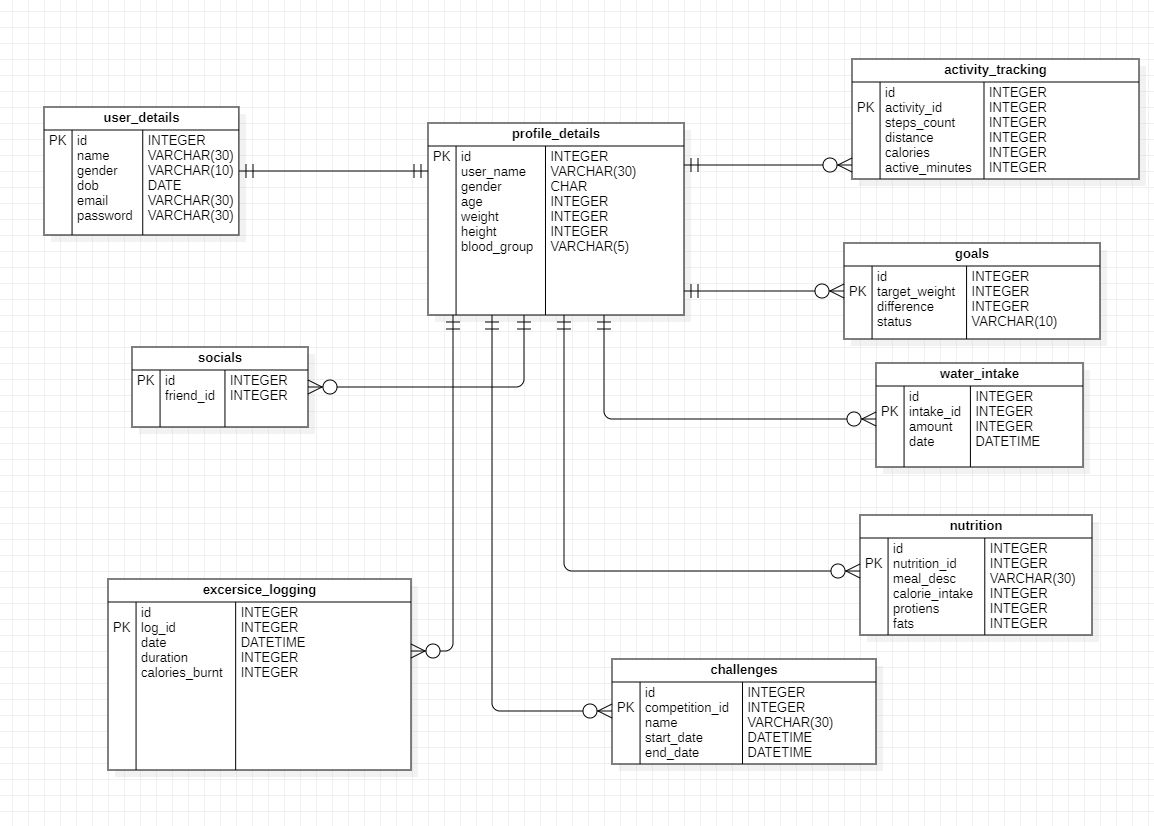 user_details
PK id INTEGER
name VARCHAR(30)
gender VARCHAR(10)
dob DATE
email VARCHAR(30)
password VARCHAR(30)
profile_details
PK id INTEGER
user_name VARCHAR(30)
gender CHAR
age INTEGER
weight INTEGER
height INTEGER
blood_group VARCHAR(5)
activity_tracking
id INTEGER
PK activity_id INTEGER
steps_count INTEGER
distance INTEGER
calories INTEGER
active_minutes INTEGER
goals
id INTEGER
PK target_weight INTEGER
difference INTEGER
status VARCHAR(10)
socials
PK id INTEGER
friend_id INTEGER
water_intake
id INTEGER
PK intake_id INTEGER
amount INTEGER
date DATETIME
nutrition
id INTEGER
PK nutrition_id INTEGER
meal_desc VARCHAR(30)
calorie_intake INTEGER
protiens INTEGER
fats INTEGER
excersice_logging
id INTEGER
PK log_id INTEGER
date DATETIME
duration INTEGER
calories_burnt INTEGER
challenges
id INTEGER
PK competition_id INTEGER
name VARCHAR(30)
start_date DATETIME
end_date DATETIME